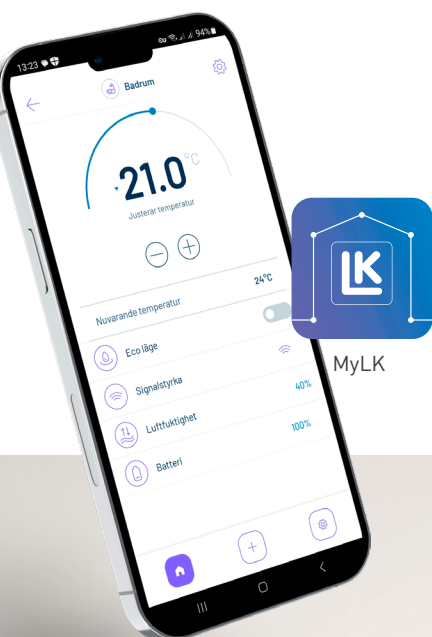 13:23
94%
Badrum
21.0°C
Justerar temperatur
Nuvarande temperatur 24°C
Eco läge
Signalstyrka
Luftfuktighet 40%
Batteri 100%
LK
MyLK